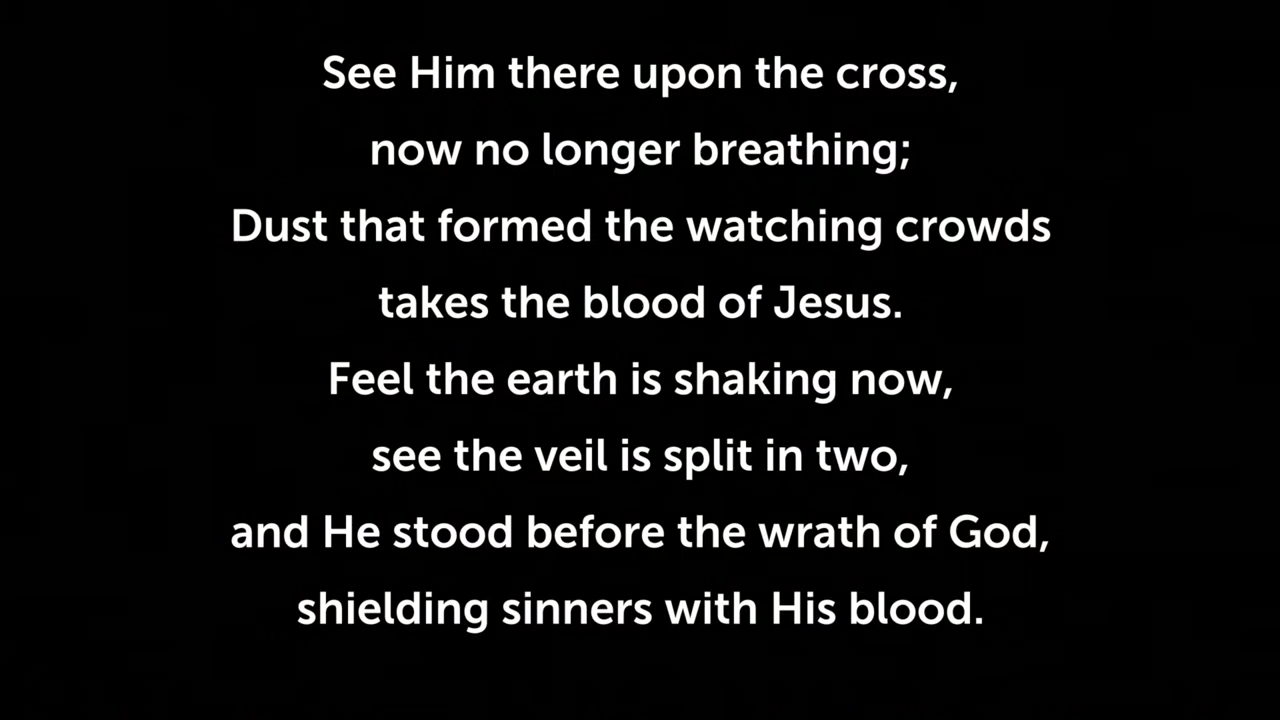 See Him there upon the cross,
now no longer breathing;
Dust that formed the watching crowds
takes the blood of Jesus.
Feel the earth is shaking now,
see the veil is split in two,
and He stood before the wrath of God,
shielding sinners with His blood.